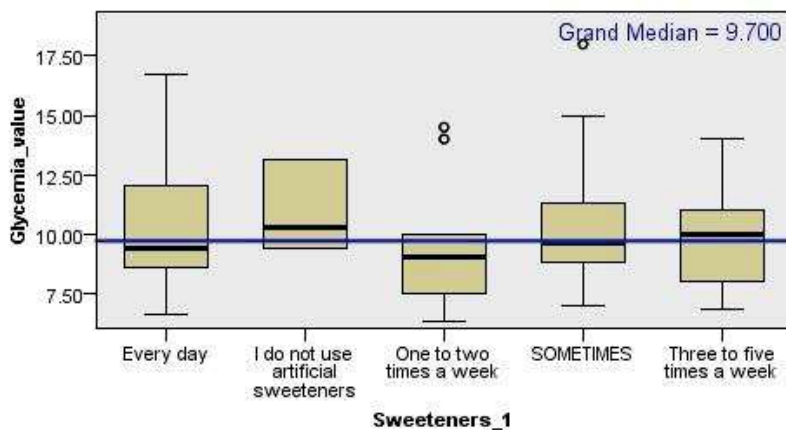 Grand Median = 9.700
17.50
15.00
12.50
10.00
7.50
Glycemia_value
Every day
I do not use
artificial
sweeteners
One to two
times a week
SOMETIMES
Three to five
times a week
Sweeteners_1